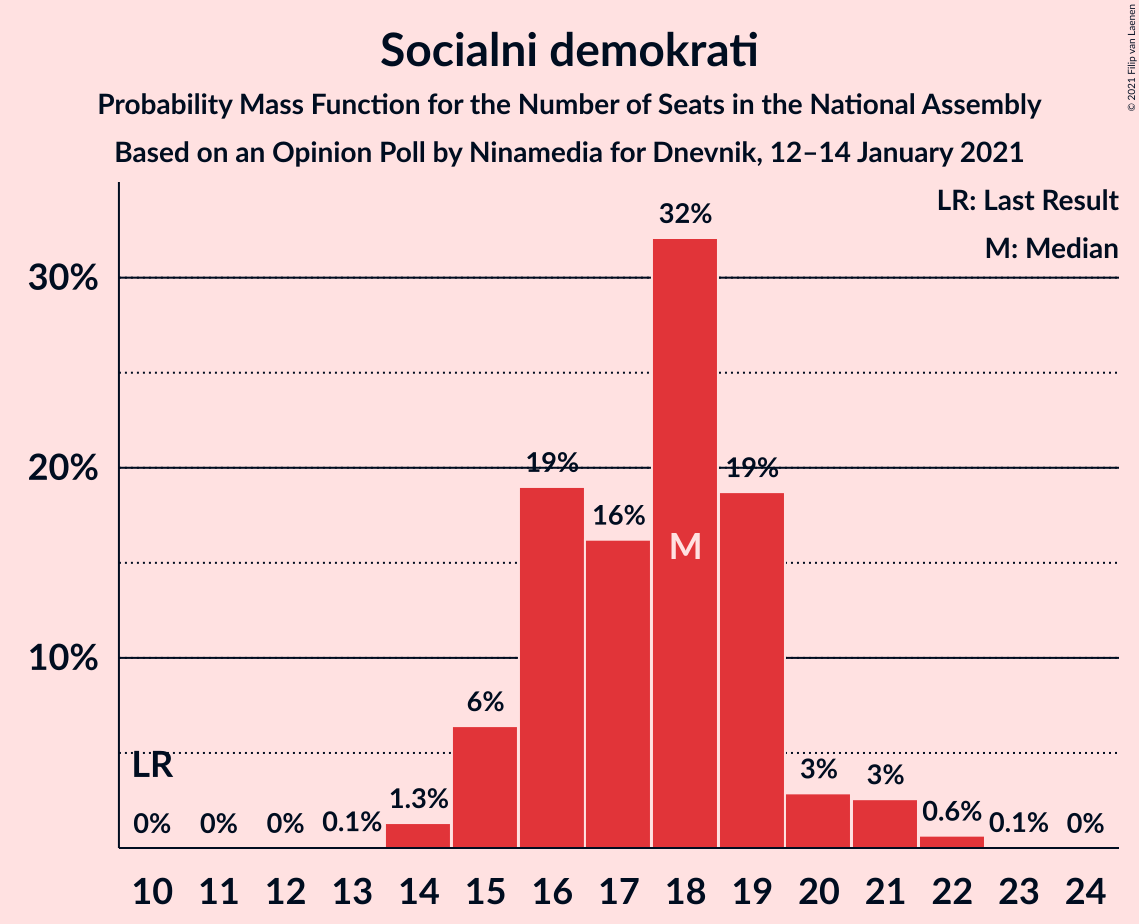 Socialni demokrati
Probability Mass Function for the Number of Seats in the National Assembly
Based on an Opinion Poll by Ninamedia for Dnevnik, 12–14 January 2021
© 2021 Filip van Laenen
LR: Last Result
M: Median
30%
20%
10%
LR
0%
0%
0%
0.1%
1.3%
6%
19%
16%
32%
M
19%
3%
3%
0.6%
0.1%
0%
10 11 12 13 14 15 16 17 18 19 20 21 22 23 24